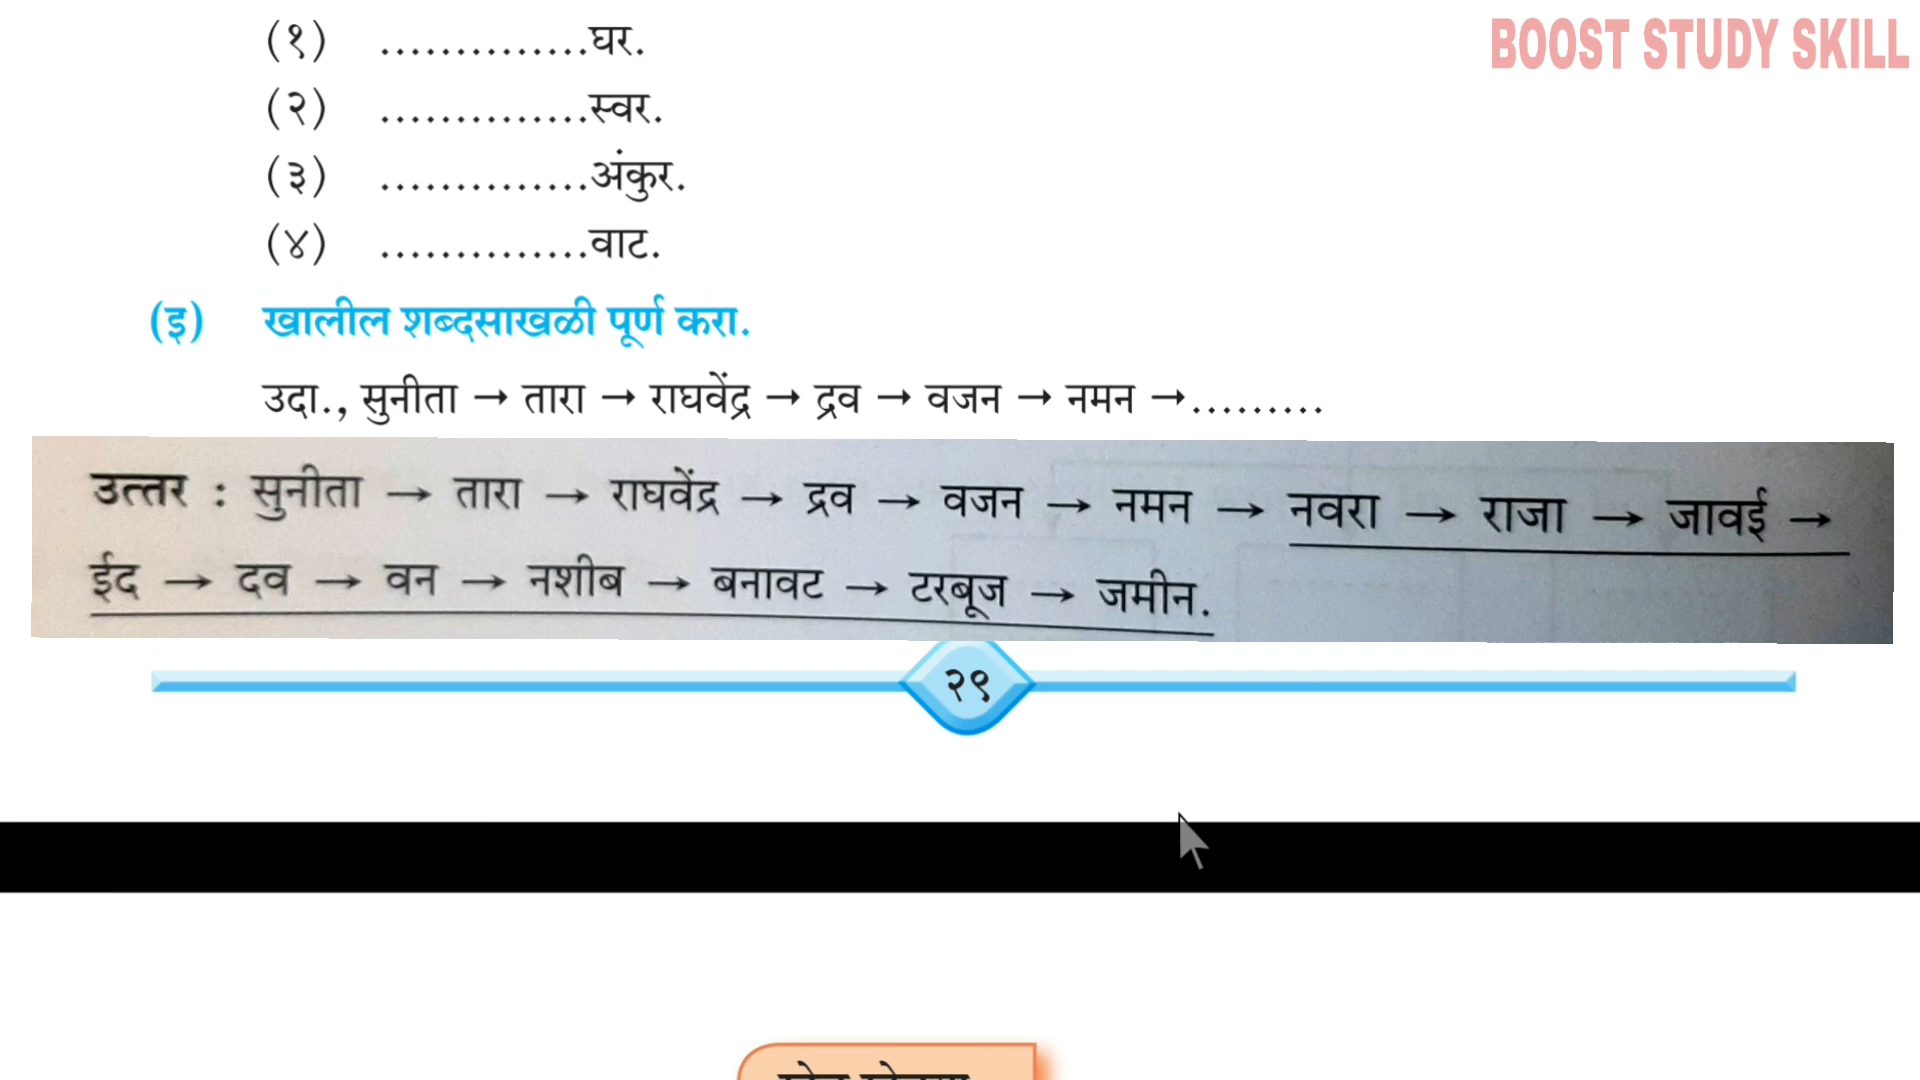 BOOST STUDY SKILL
(१) ..............घर.
(२) ..............स्वर.
(३) ..............अंकुर.
(४) ..............वाट.
(इ) खालील शब्दसाखळी पूर्ण करा.
उदा., सुनीता → तारा → राघवेंद्र → द्रव → वजन → नमन →.........
उत्तर : सुनीता → तारा → राघवेंद्र → द्रव → वजन → नमन → नवरा → राजा → जावई →
ईद → दव → वन → नशीब → बनावट → टरबूज → जमीन.
२९